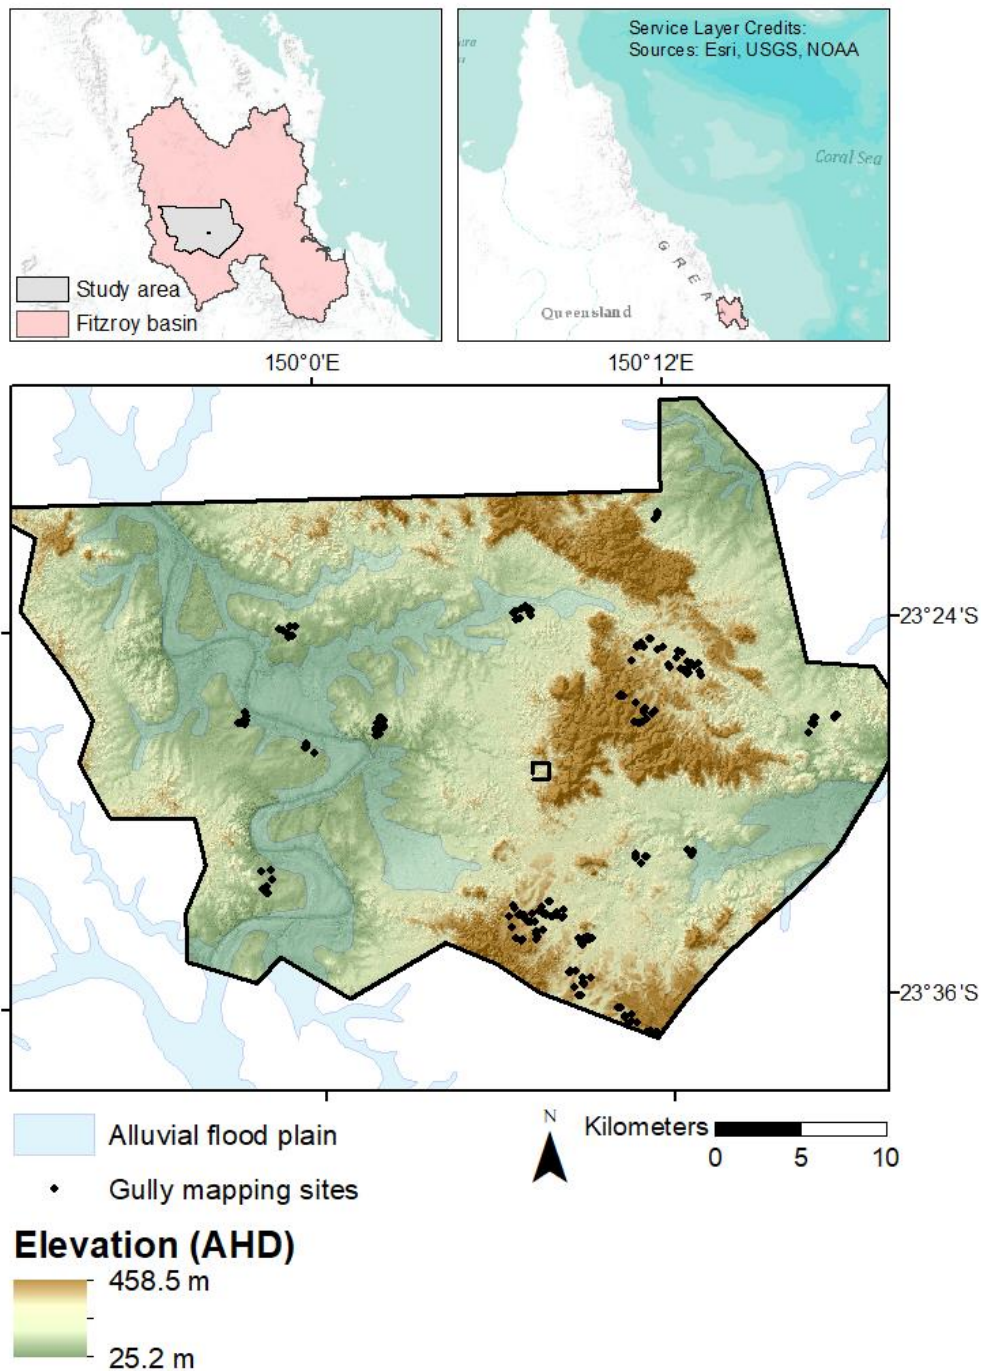 Service Layer Credits:
Sources: Esri, USGS, NOAA
Coral Sea
G R E A
Queensland
Study area
Fitzroy basin
150°0'E
150°12'E
23°24'S
23°36'S
Alluvial flood plain
Gully mapping sites
N
Kilometers
0 5 10
Elevation (AHD)
458.5 m
25.2 m